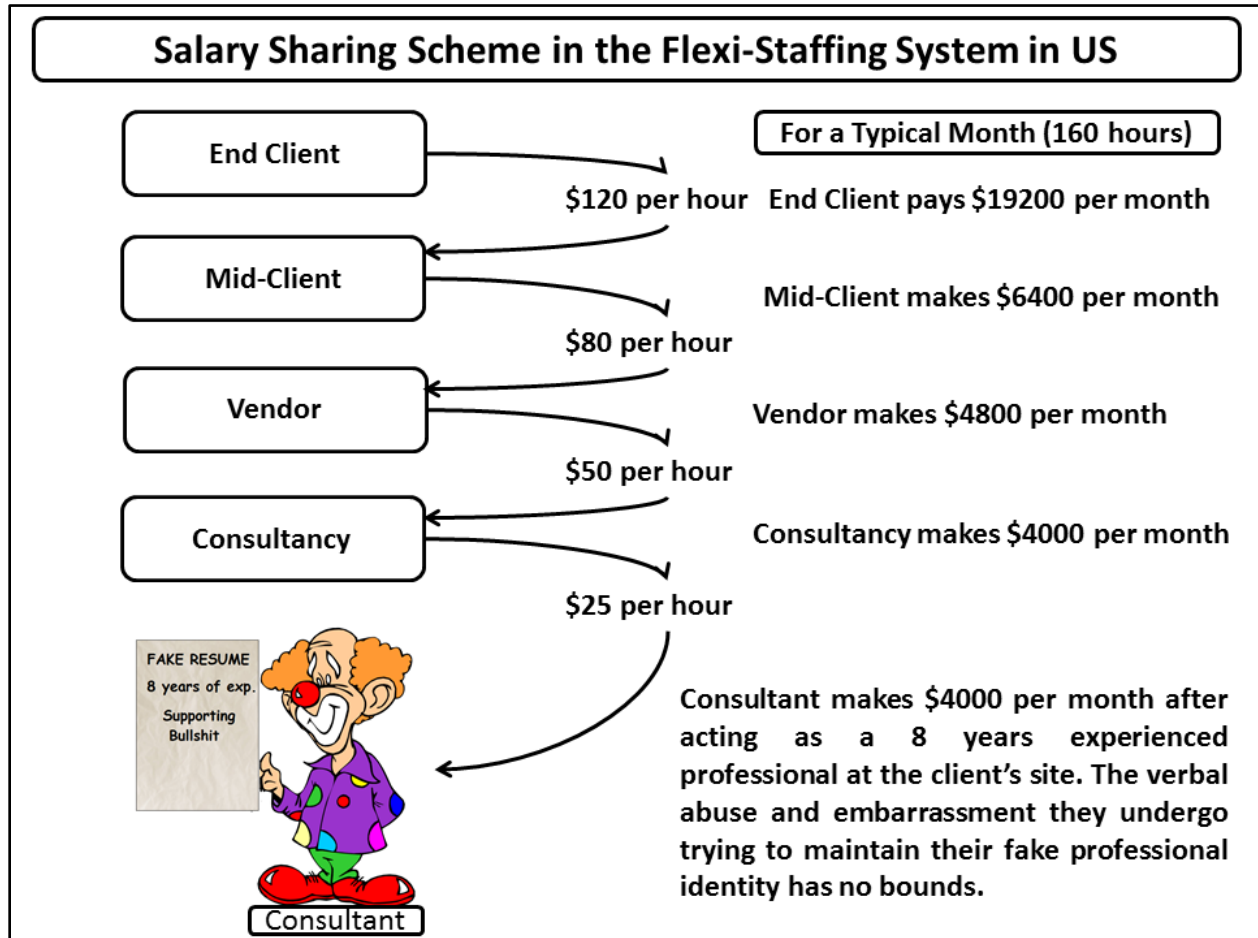 Salary Sharing Scheme in the Flexi-Staffing System in US
For a Typical Month (160 hours)
End Client
$120 per hour
End Client pays $19200 per month
Mid-Client
Mid-Client makes $6400 per month
$80 per hour
Vendor
Vendor makes $4800 per month
$50 per hour
Consultancy
Consultancy makes $4000 per month
$25 per hour
FAKE RESUME
8 years of exp.
Supporting
Bullshit
Consultant makes $4000 per month after
acting as a 8 years experienced
professional at the client’s site. The verbal
abuse and embarrassment they undergo
trying to maintain their fake professional
identity has no bounds.
Consultant